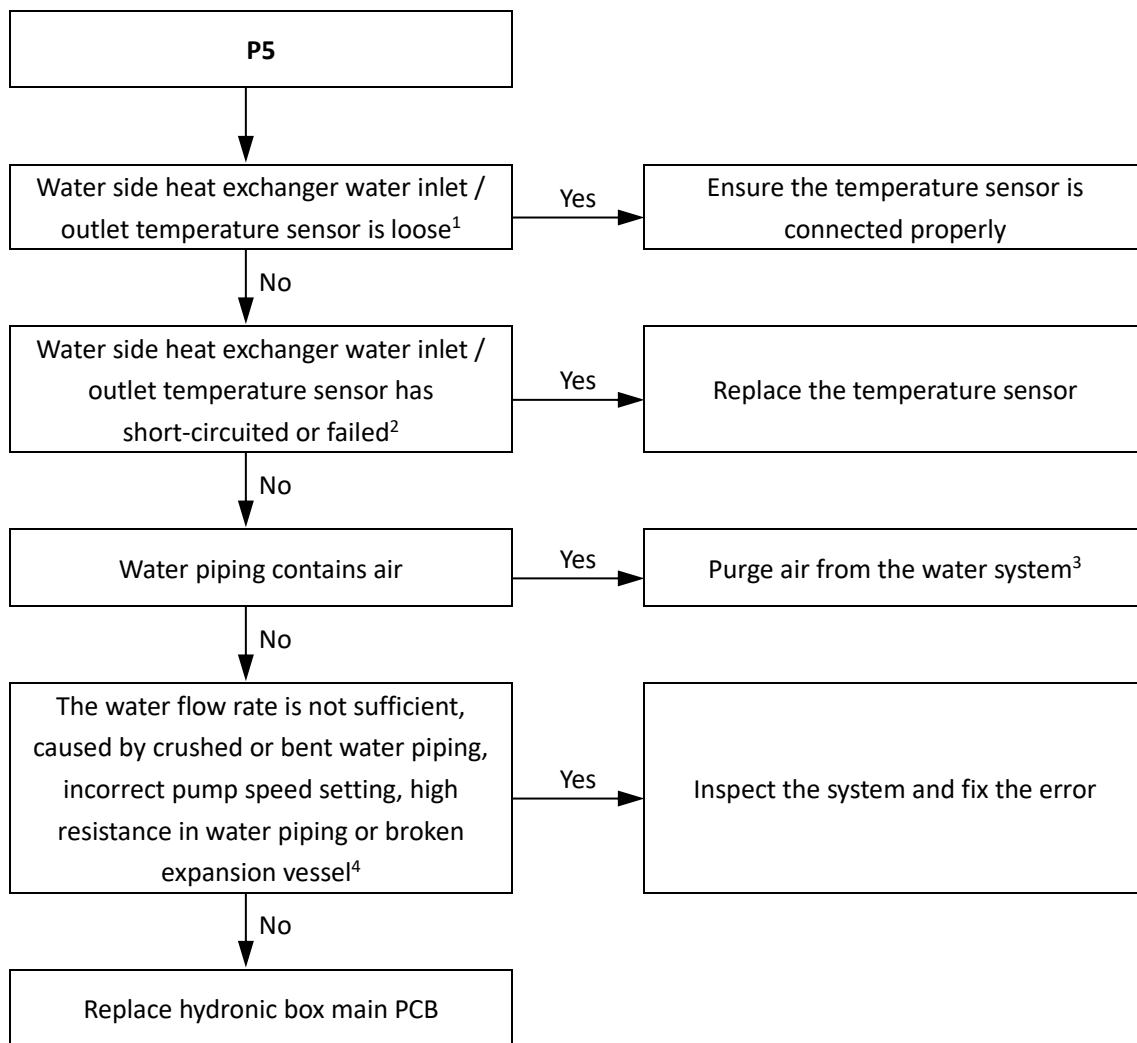 P5
Water side heat exchanger water inlet /
outlet temperature sensor is loose¹
Yes
Ensure the temperature sensor is
connected properly
No
Water side heat exchanger water inlet /
outlet temperature sensor has
short-circuited or failed²
Yes
Replace the temperature sensor
No
Water piping contains air
Yes
Purge air from the water system³
No
The water flow rate is not sufficient,
caused by crushed or bent water piping,
incorrect pump speed setting, high
resistance in water piping or broken
expansion vessel⁴
Yes
Inspect the system and fix the error
No
Replace hydronic box main PCB